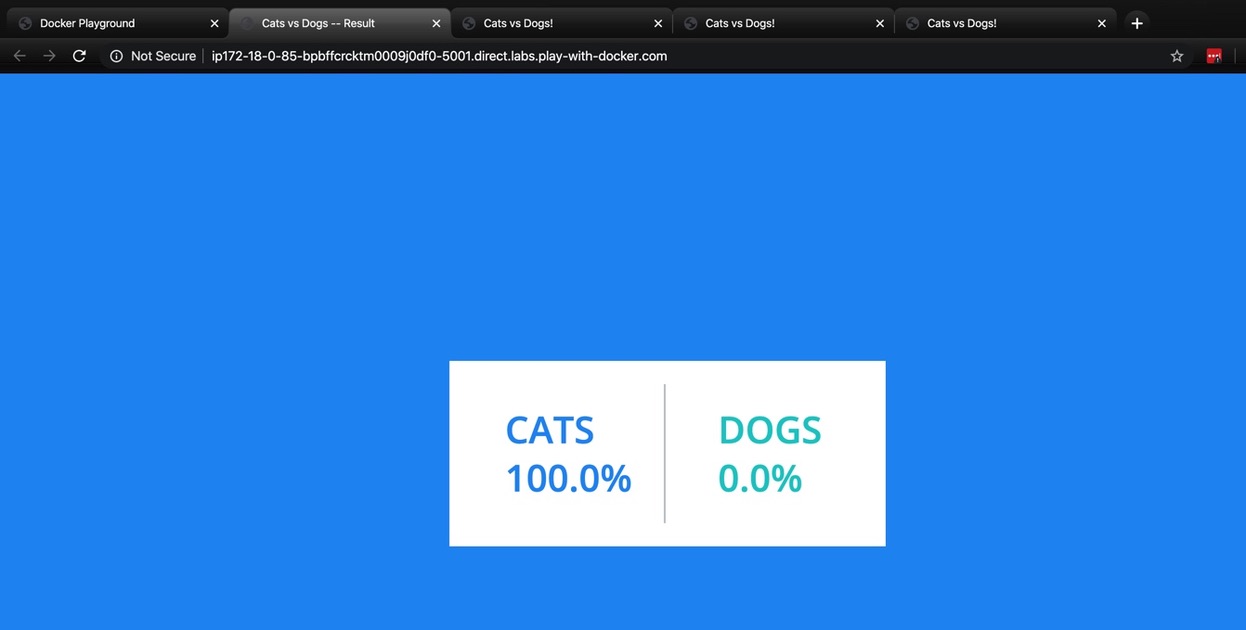 Docker Playground
Cats vs Dogs -- Result
Cats vs Dogs!
Cats vs Dogs!
Cats vs Dogs!
Not Secure
ip172-18-0-85-bpbffcrcktm0009j0df0-5001.direct.labs.play-with-docker.com
CATS
100.0%
DOGS
0.0%